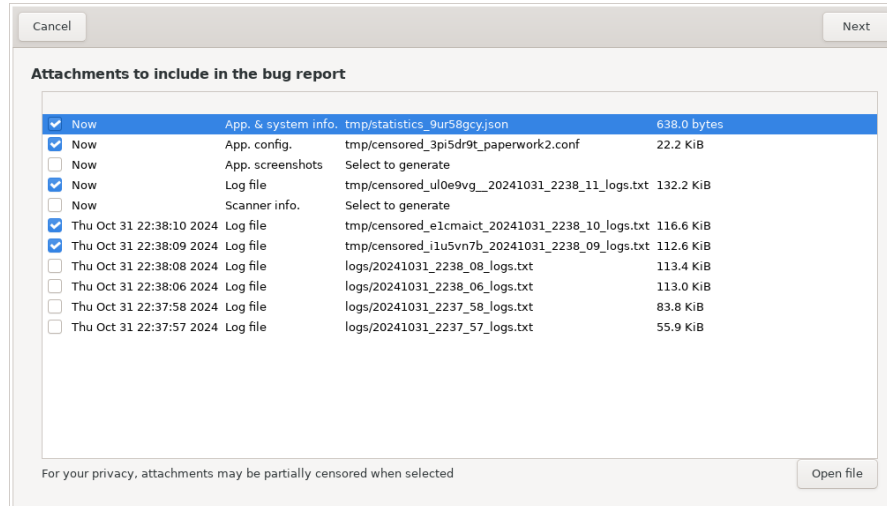 Cancel Next
Attachments to include in the bug report
Now App. & system info. tmp/statistics_9ur58gcy.json 638.0 bytes
Now App. config. tmp/censored_3pi5dr9t_paperwork2.conf 22.2 KiB
Now App. screenshots Select to generate
Now Log file tmp/censored_ul0e9vg__20241031_2238_11_logs.txt 132.2 KiB
Now Scanner info. Select to generate
Thu Oct 31 22:38:10 2024 Log file tmp/censored_e1cmaict_20241031_2238_10_logs.txt 116.6 KiB
Thu Oct 31 22:38:09 2024 Log file tmp/censored_i1u5vn7b_20241031_2238_09_logs.txt 112.6 KiB
Thu Oct 31 22:38:08 2024 Log file logs/20241031_2238_08_logs.txt 113.4 KiB
Thu Oct 31 22:38:06 2024 Log file logs/20241031_2238_06_logs.txt 113.0 KiB
Thu Oct 31 22:37:58 2024 Log file logs/20241031_2237_58_logs.txt 83.8 KiB
Thu Oct 31 22:37:57 2024 Log file logs/20241031_2237_57_logs.txt 55.9 KiB
For your privacy, attachments may be partially censored when selected Open file